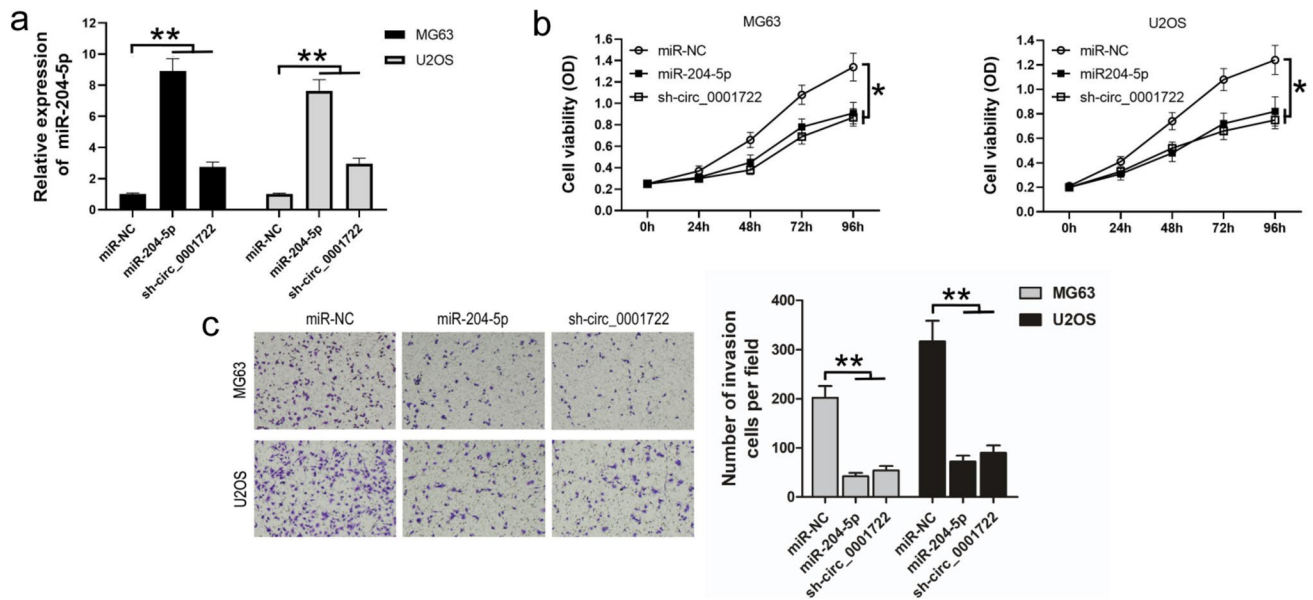 a
Relative expression
of miR-204-5p
12
10
8
6
4
2
0
**
**
MG63
U2OS
miR-NC
miR-204-5p
sh-circ_0001722
miR-NC
miR-204-5p
sh-circ_0001722
b
MG63
Cell viability (OD)
1.6
1.4
1.2
1.0
0.8
0.6
0.4
0.2
0.0
miR-NC
miR-204-5p
sh-circ_0001722
*
0h 24h 48h 72h 96h
U2OS
Cell viability (OD)
1.4
1.2
1.0
0.8
0.6
0.4
0.2
0.0
miR-NC
miR204-5p
sh-circ_0001722
*
0h 24h 48h 72h 96h
c
miR-NC miR-204-5p sh-circ_0001722
MG63
U2OS
Number of invasion
cells per field
400
300
200
100
0
**
**
MG63
U2OS
miR-NC
miR-204-5p
sh-circ_0001722
miR-NC
miR-204-5p
sh-circ_0001722